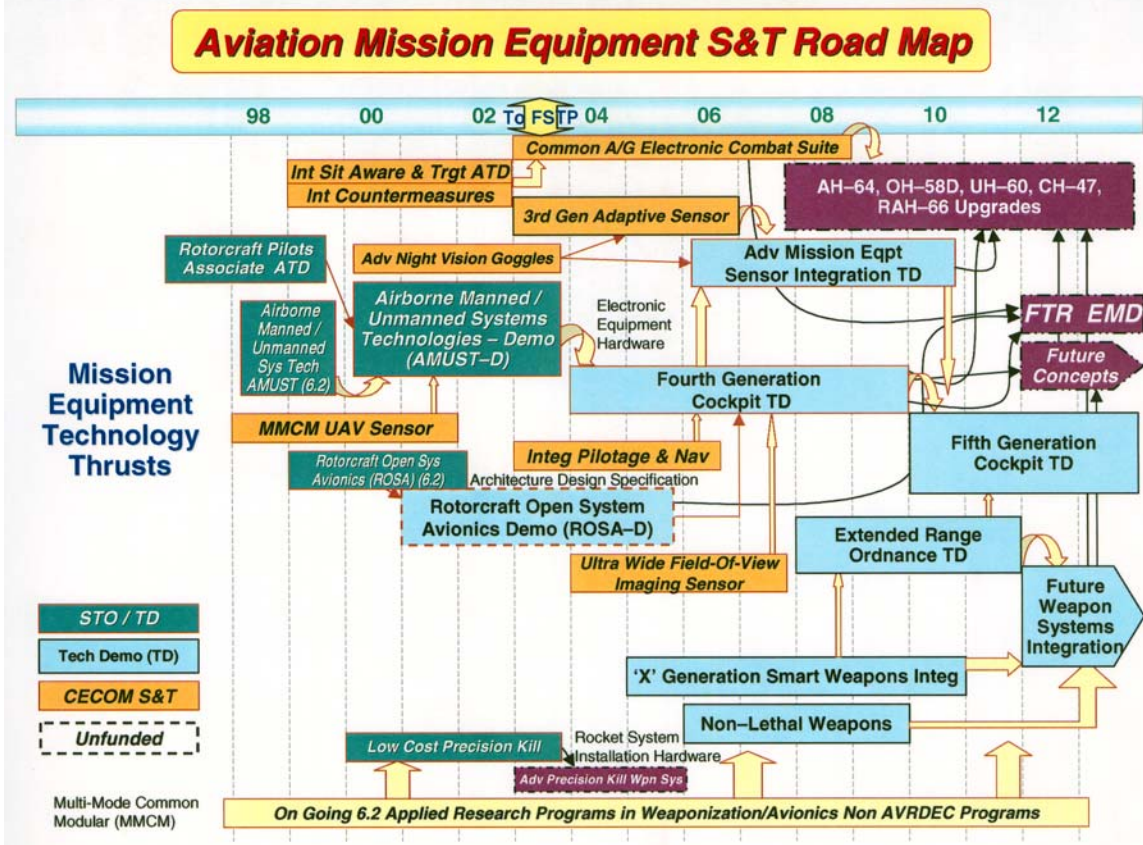 Aviation Mission Equipment S&T Road Map
98 00 02 To FSTP 04 06 08 10 12
Common A/G Electronic Combat Suite
Int Sit Aware & Trgt ATD
Int Countermeasures
AH–64, OH–58D, UH–60, CH–47,
RAH–66 Upgrades
3rd Gen Adaptive Sensor
Rotorcraft Pilots
Associate ATD
Adv Night Vision Goggles
Adv Mission Eqpt
Sensor Integration TD
Airborne Manned /
Unmanned Systems
Technologies – Demo
(AMUST–D)
Electronic
Equipment
Hardware
FTR EMD
Airborne
Manned /
Unmanned
Sys Tech
AMUST (6.2)
Future
Concepts
Mission
Equipment
Technology
Thrusts
Fourth Generation
Cockpit TD
MMCM UAV Sensor
Fifth Generation
Cockpit TD
Rotorcraft Open Sys
Avionics (ROSA) (6.2)
Integ Pilotage & Nav
Architecture Design Specification
Rotorcraft Open System
Avionics Demo (ROSA–D)
Extended Range
Ordnance TD
Ultra Wide Field-Of-View
Imaging Sensor
Future
Weapon
Systems
Integration
STO / TD
Tech Demo (TD)
CECOM S&T
Unfunded
‘X’ Generation Smart Weapons Integ
Non–Lethal Weapons
Low Cost Precision Kill
Rocket System
Installation Hardware
Adv Precision Kill Wpn Sys
Multi-Mode Common
Modular (MMCM)
On Going 6.2 Applied Research Programs in Weaponization/Avionics Non AVRDEC Programs